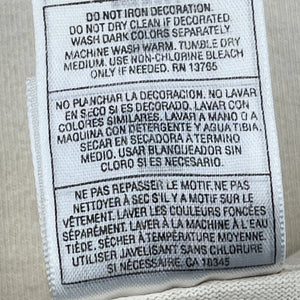 DO NOT IRON DECORATION.
DO NOT DRY CLEAN IF DECORATED
WASH DARK COLORS SEPARATELY
MACHINE WASH WARM. TUMBLE DRY
MEDIUM. USE NON-CHLORINE BLEACH
ONLY IF NEEDED. RN 13765
NO PLANCHAR LA DECORACION. NO LAVAR
EN SECO SI ES DECORADO. LAVAR CON
COLORES SIMILARES. LAVAR A MANO O A
MAQUINA CON DETERGENTE Y AGUA TIBIA.
SECAR EN SECADORA A TERMINO
MEDIO. USAR BLANQUEADOR SIN
CLORO SI ES NECESARIO.
NE PAS REPASSER LE MOTIF. NE PAS
NETTOYER À SEC S'IL Y A MOTIF SUR LE
VÊTEMENT. LAVER LES COULEURS FONCÉES
SÉPARÉMENT. LAVER À LA MACHINE À L'EAU
TIÈDE. SÈCHER À TEMPÉRATURE MOYENNE.
UTILISER JAVELISANT SANS CHLORURE
SI NÉCESSAIRE. CA 18345